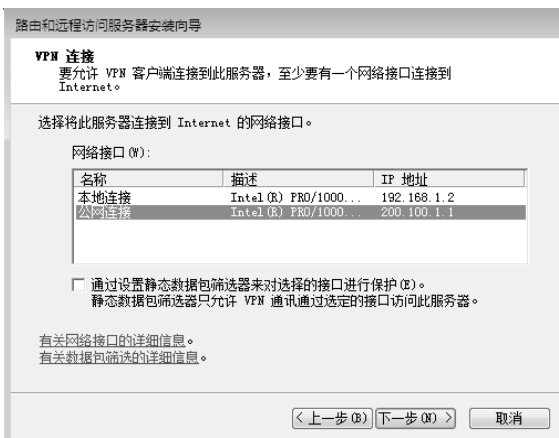 路由和远程访问服务器安装向导
VPN 连接
要允许 VPN 客户端连接到此服务器，至少要有一个网络接口连接到
Internet。
选择将此服务器连接到 Internet 的网络接口。
网络接口(W):
名称 描述 IP 地址
本地连接 Intel(R) PRO/1000... 192.168.1.2
公网连接 Intel(R) PRO/1000... 200.100.1.1
通过设置静态数据包筛选器来对选择的接口进行保护(E)。
静态数据包筛选器只允许 VPN 通讯通过选定的接口访问此服务器。
有关网络接口的详细信息。
有关数据包筛选的详细信息。
< 上一步(B) 下一步(N) > 取消